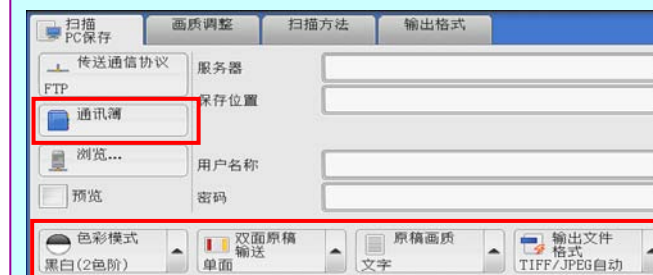 扫描
PC保存
画质调整
扫描方法
输出格式
传送通信协议
FTP
服务器
保存位置
通讯簿
浏览...
用户名称
预览
密码
色彩模式
黑白(2色阶)
双面原稿
输送
单面
原稿画质
文字
输出文件
格式
TIFF/JPEG自动